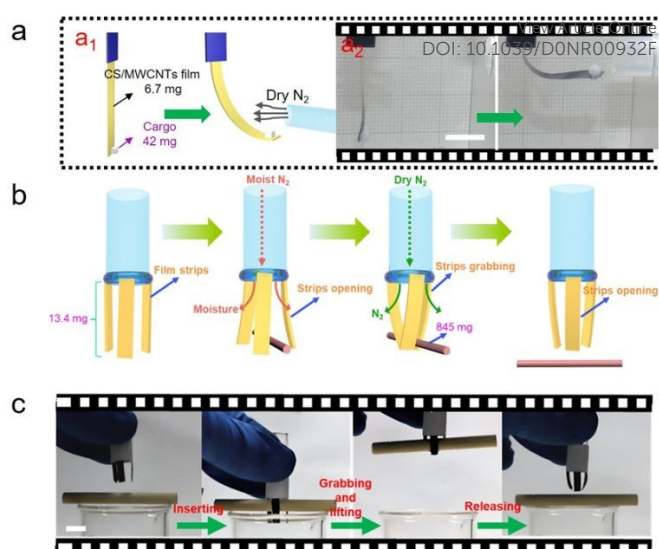 View Article Online
DOI: 10.1039/D0NR00932F
a
a1
CS/MWCNTs film
6.7 mg
Cargo
42 mg
Dry N2
a2
b
Moist N2
Dry N2
Film strips
Strips opening
Strips grabbing
Strips opening
13.4 mg
Moisture
N2
845 mg
c
Inserting
Grabbing
and
lifting
Releasing